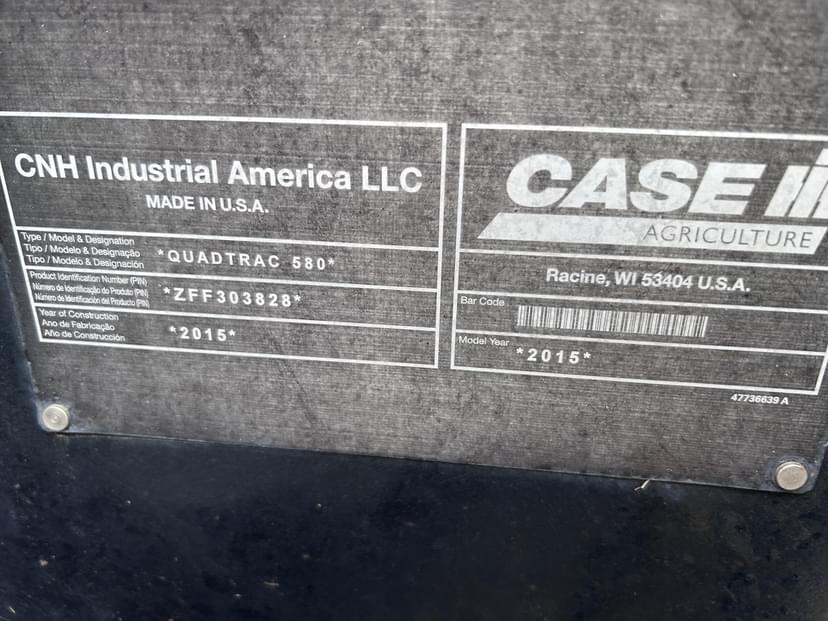 CNH Industrial America LLC
MADE IN U.S.A.
Type / Model & Designation
Tipo / Modelo & Designação
Tipo / Modelo & Designación
*QUADTRAC 580*
Product Identification Number (PIN)
Número de Identificação do Produto (PIN)
Número de Identificación del Producto (PIN)
*ZFF303828*
Year of Construction
Ano de Fabricação
Año de Construcción
*2015*
CASE IH
AGRICULTURE
Racine, WI 53404 U.S.A.
Bar Code
Model Year
*2015*
47736639 A